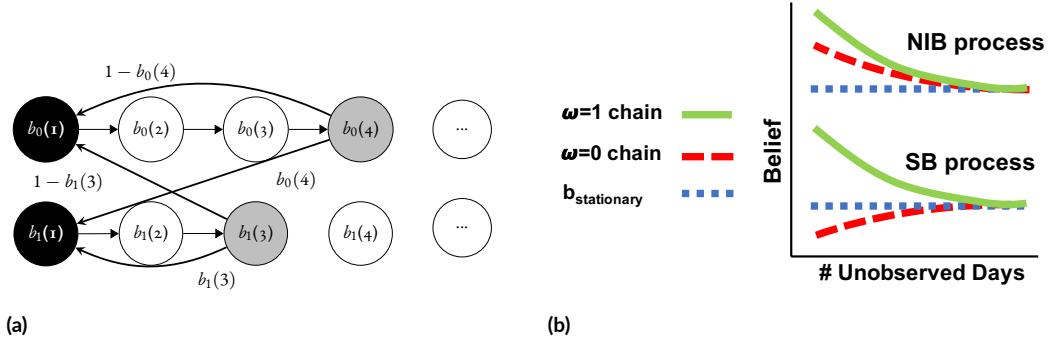 1 − b₀(4)
b₀(1) b₀(2) b₀(3) b₀(4) ...
1 − b₁(3) b₀(4)
b₁(1) b₁(2) b₁(3) b₁(4) ...
b₁(3)
(a)
NIB process
ω=1 chain
ω=0 chain
b_stationary
Belief
SB process
# Unobserved Days
(b)